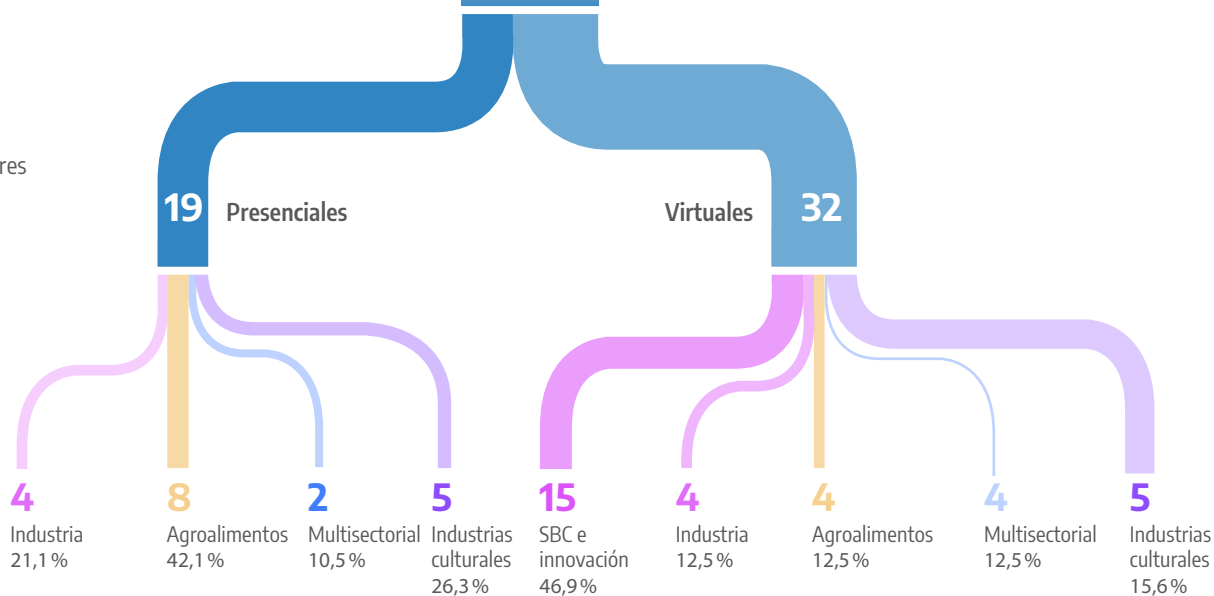 res
19
Presenciales
Virtuales
32
4
Industria
21,1 %
8
Agroalimentos
42,1 %
2
Multisectorial
10,5 %
5
Industrias
culturales
26,3 %
15
SBC e
innovación
46,9 %
4
Industria
12,5 %
4
Agroalimentos
12,5 %
4
Multisectorial
12,5 %
5
Industrias
culturales
15,6 %